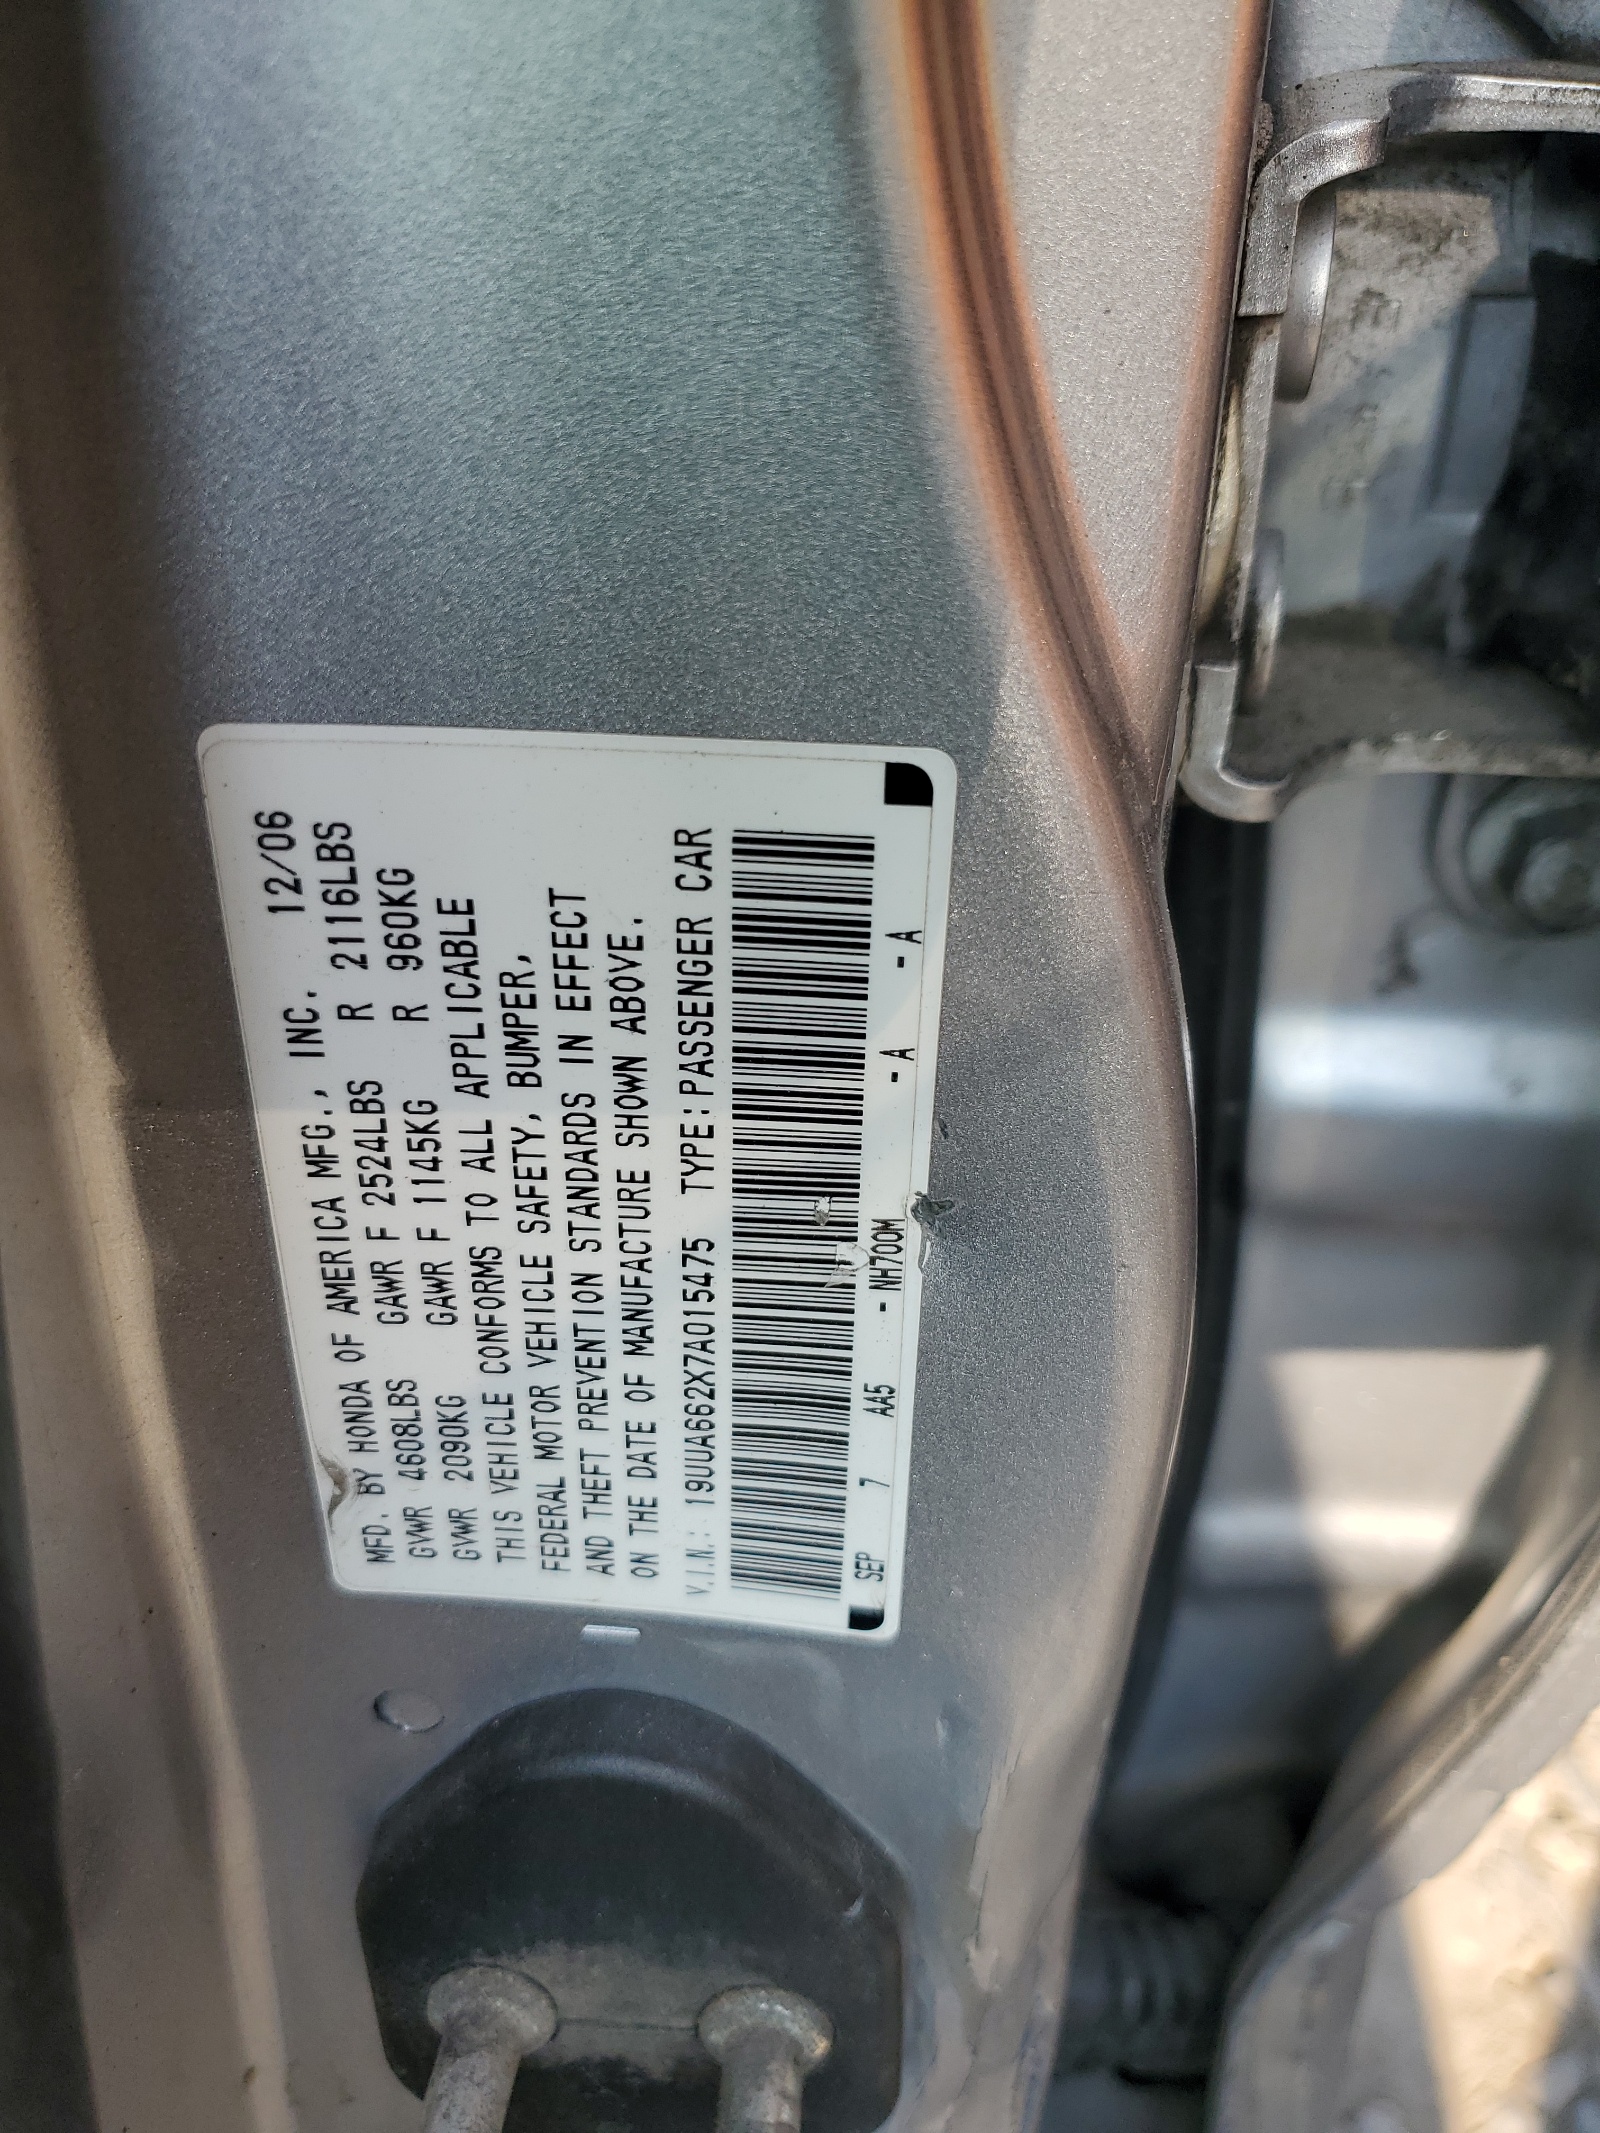 MFD. BY HONDA OF AMERICA MFG., INC. 12/06
GVWR 4608LBS GAWR F 2524LBS R 2116LBS
GVWR 2090KG GAWR F 1145KG R 960KG
THIS VEHICLE CONFORMS TO ALL APPLICABLE
FEDERAL MOTOR VEHICLE SAFETY, BUMPER,
AND THEFT PREVENTION STANDARDS IN EFFECT
ON THE DATE OF MANUFACTURE SHOWN ABOVE.
V.I.N.: 19UUA662X7A015475 TYPE:PASSENGER CAR
SEP 7 AA5 - NH700M - A - A